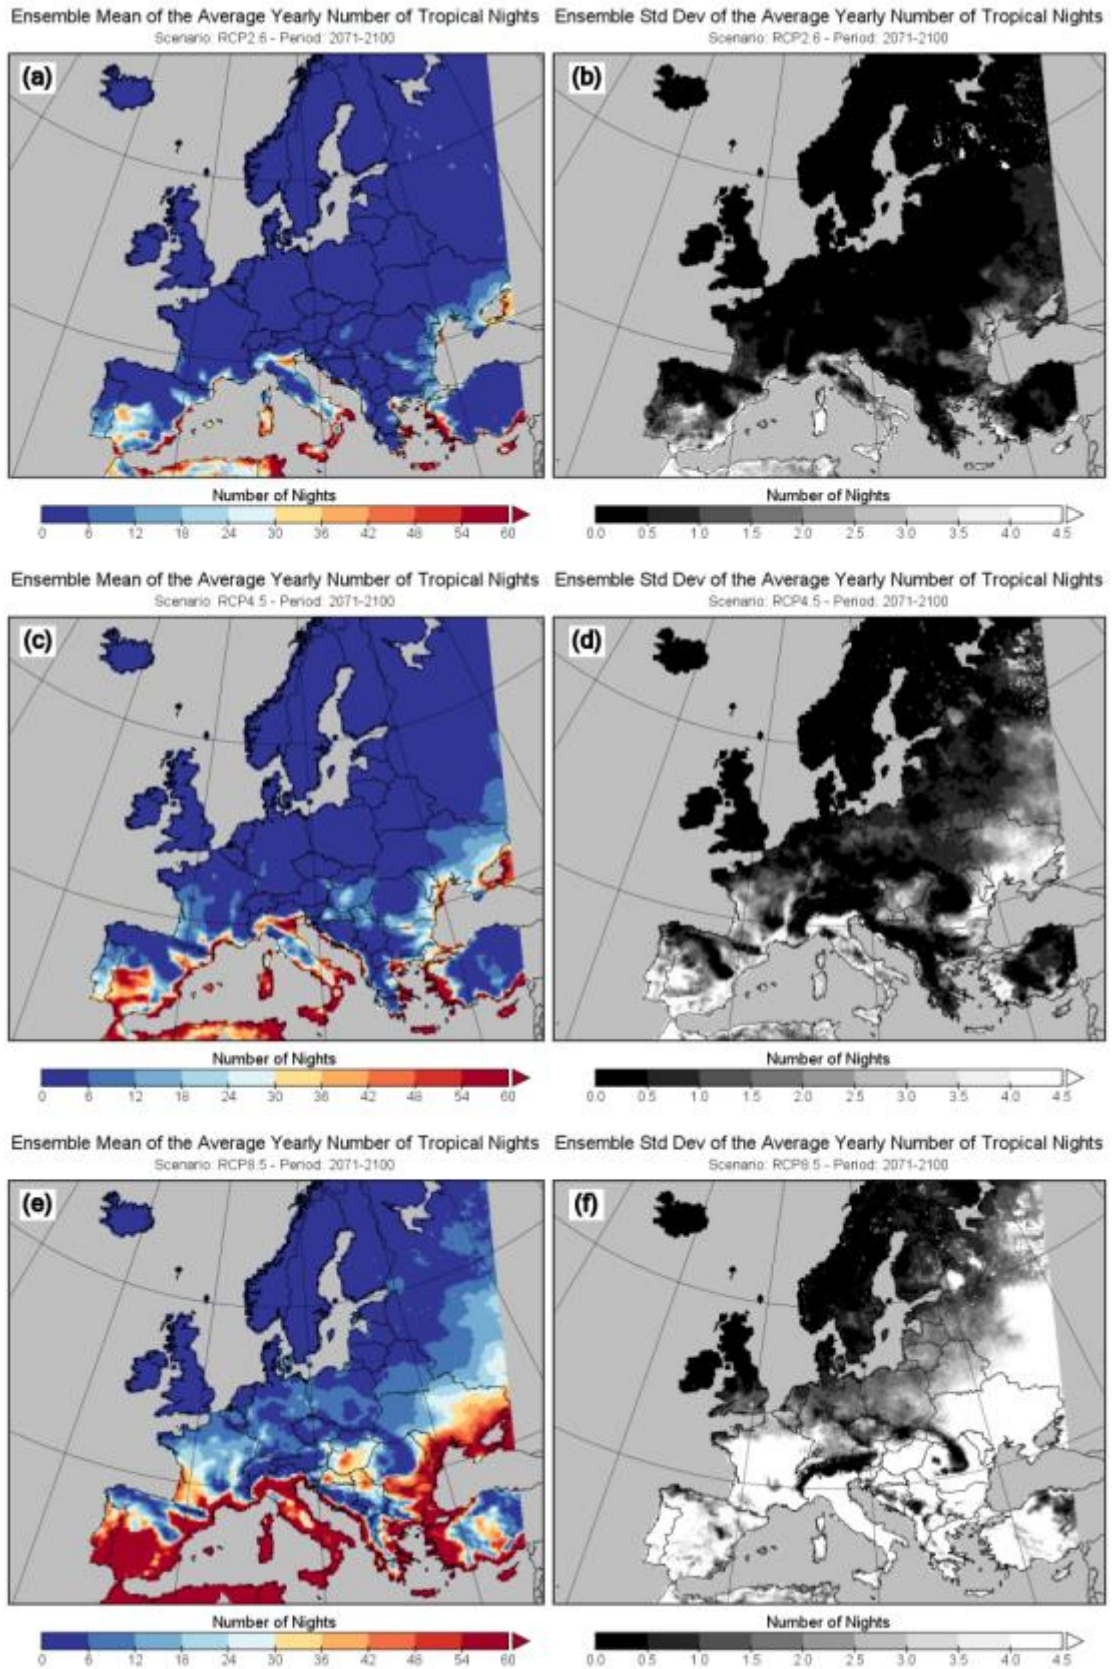 Ensemble Mean of the Average Yearly Number of Tropical Nights
Scenario: RCP2.6 - Period: 2071-2100
(a)
Number of Nights
0 6 12 18 24 30 36 42 48 54 60
Ensemble Std Dev of the Average Yearly Number of Tropical Nights
Scenario: RCP2.6 - Period: 2071-2100
(b)
Number of Nights
0.0 0.5 1.0 1.5 2.0 2.5 3.0 3.5 4.0 4.5
Ensemble Mean of the Average Yearly Number of Tropical Nights
Scenario: RCP4.5 - Period: 2071-2100
(c)
Number of Nights
0 6 12 18 24 30 36 42 48 54 60
Ensemble Std Dev of the Average Yearly Number of Tropical Nights
Scenario: RCP4.5 - Period: 2071-2100
(d)
Number of Nights
0.0 0.5 1.0 1.5 2.0 2.5 3.0 3.5 4.0 4.5
Ensemble Mean of the Average Yearly Number of Tropical Nights
Scenario: RCP8.5 - Period: 2071-2100
(e)
Number of Nights
0 6 12 18 24 30 36 42 48 54 60
Ensemble Std Dev of the Average Yearly Number of Tropical Nights
Scenario: RCP8.5 - Period: 2071-2100
(f)
Number of Nights
0.0 0.5 1.0 1.5 2.0 2.5 3.0 3.5 4.0 4.5